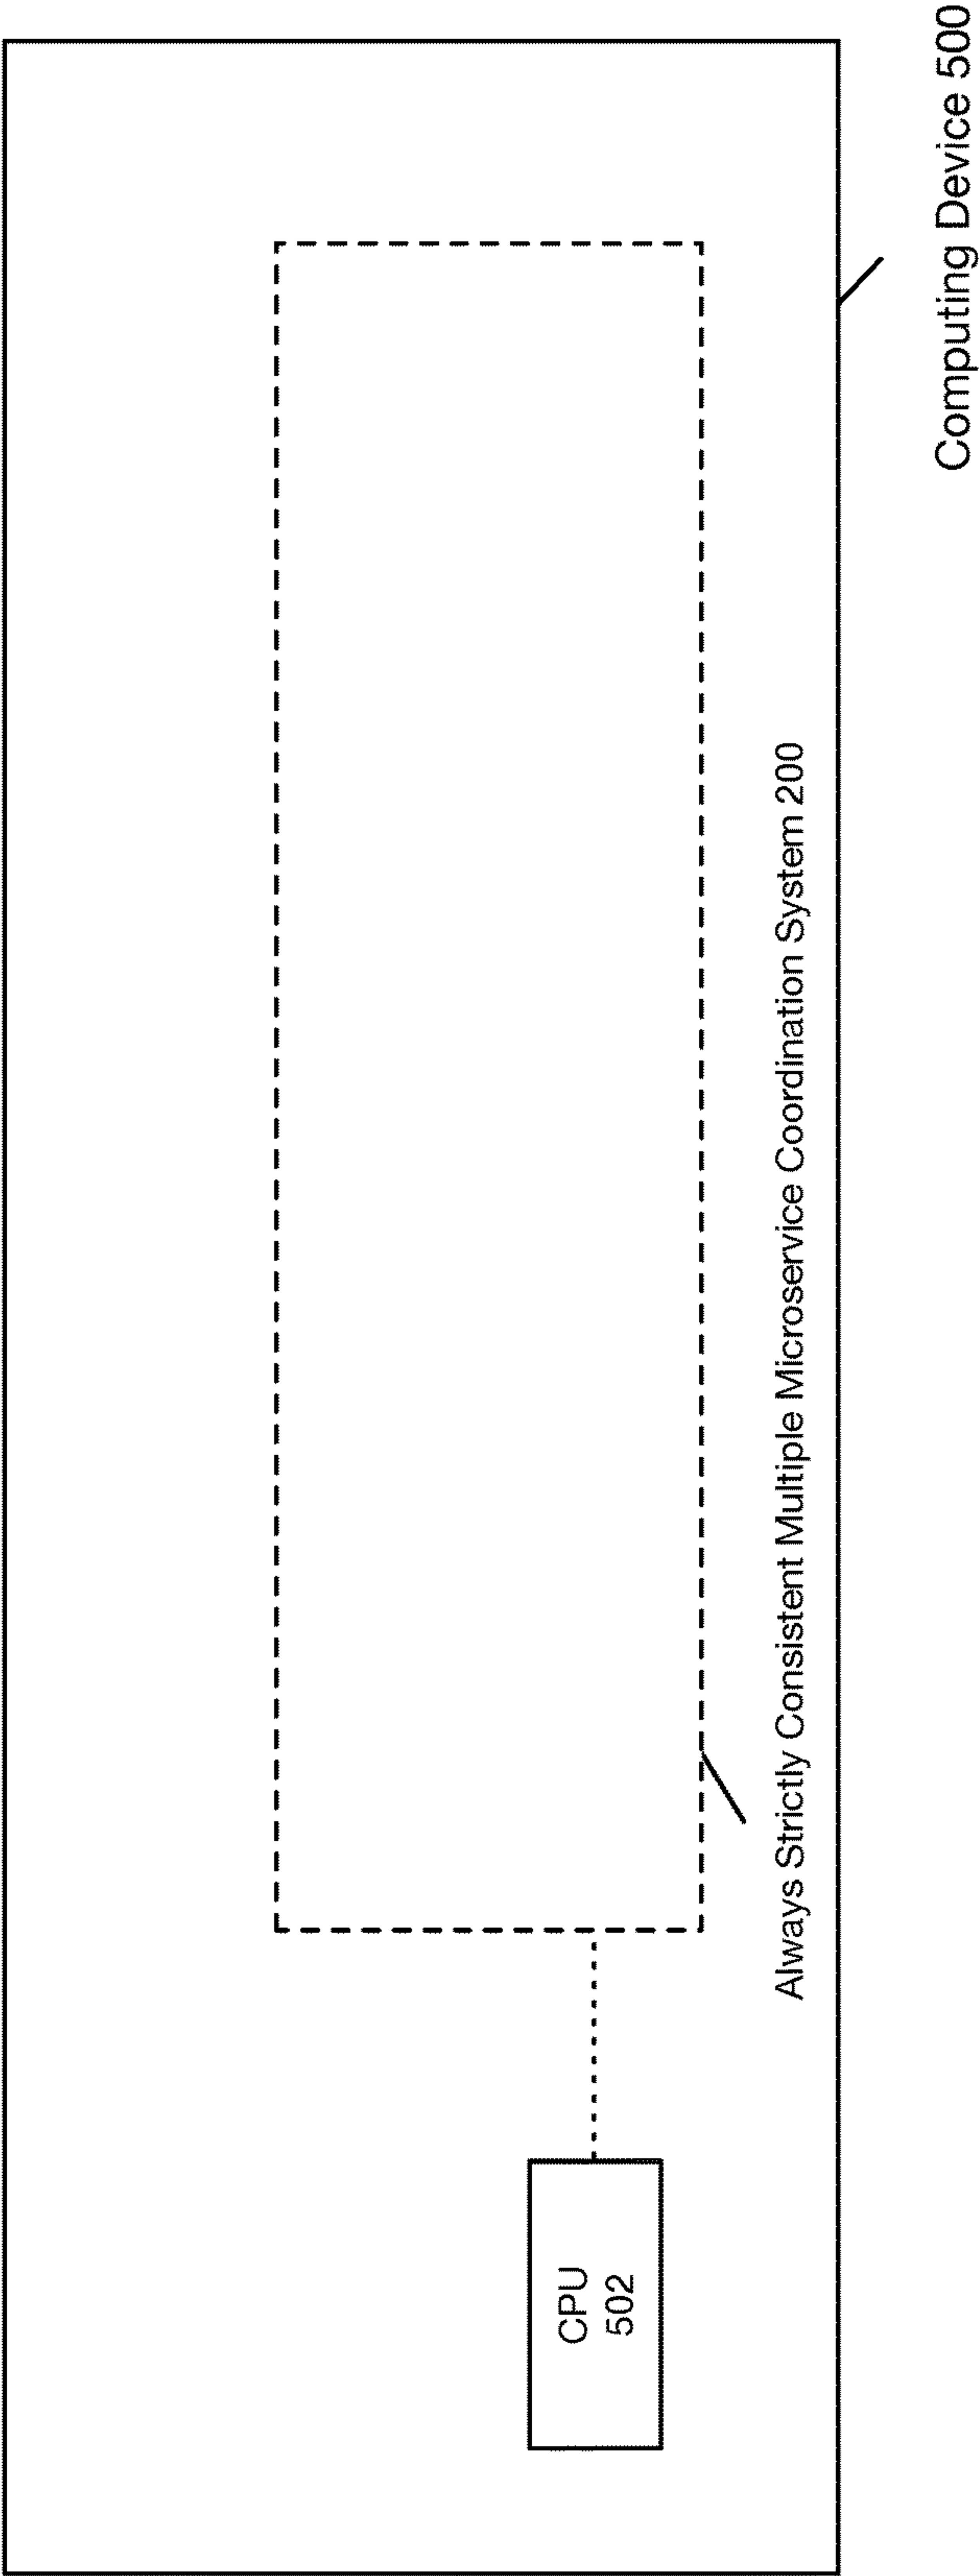 CPU
502
Always Strictly Consistent Multiple Microservice Coordination System 200
Computing Device 500